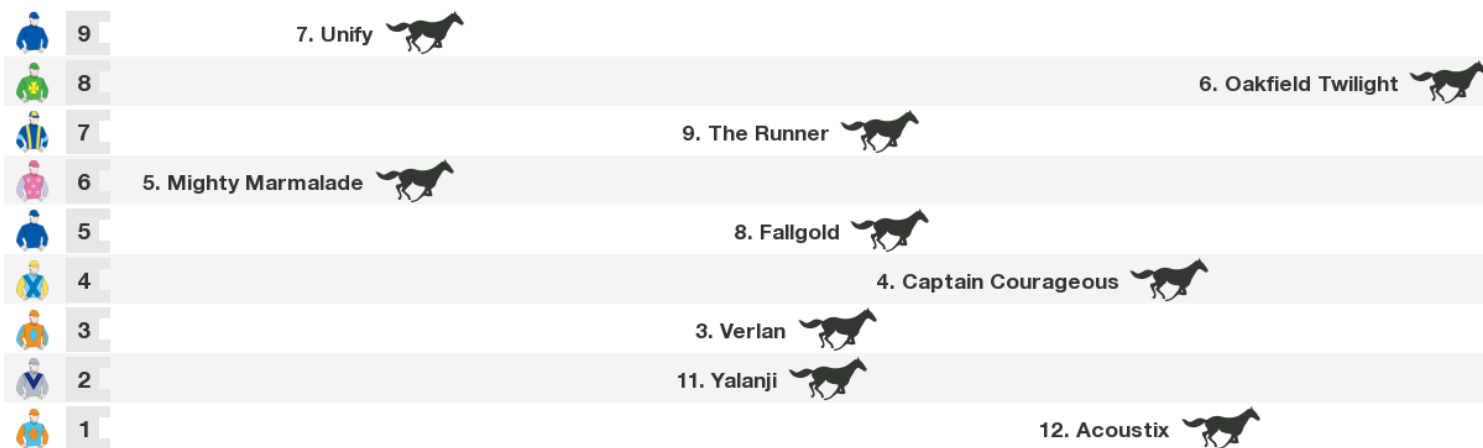 9 7. Unify
8 6. Oakfield Twilight
7 9. The Runner
6 5. Mighty Marmalade
5 8. Fallgold
4 4. Captain Courageous
3 3. Verlan
2 11. Yalanji
1 12. Acoustix